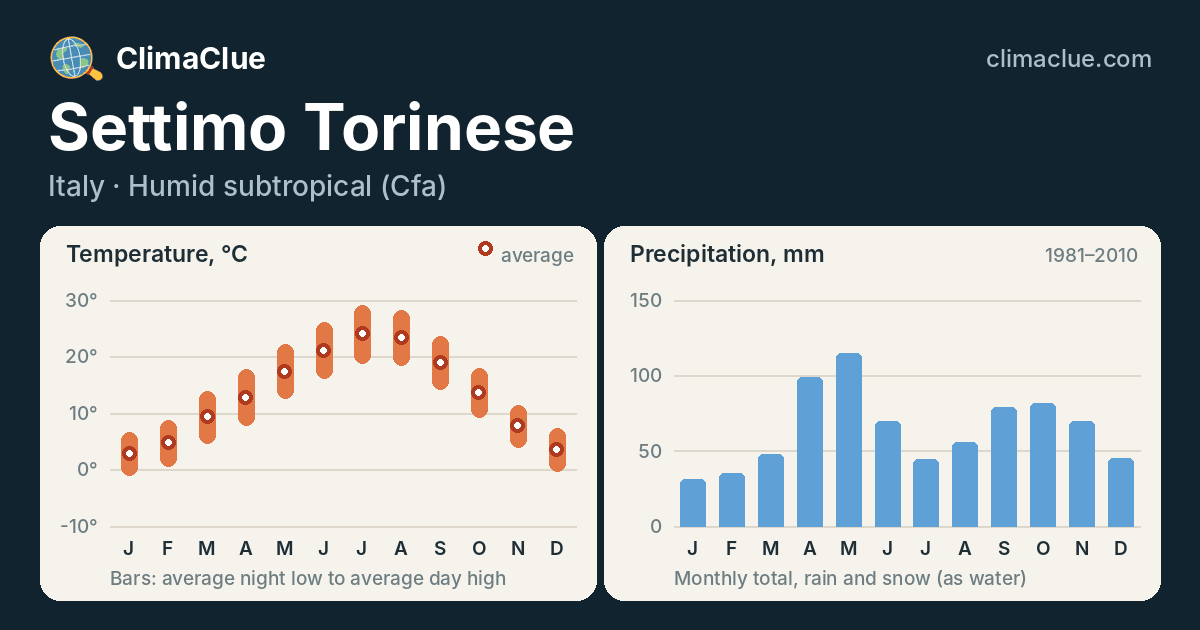 ClimaClue
climaclue.com
Settimo Torinese
Italy · Humid subtropical (Cfa)
Temperature, °C
average
30°
20°
10°
0°
-10°
J F M A M J J A S O N D
Bars: average night low to average day high
Precipitation, mm
1981–2010
150
100
50
0
J F M A M J J A S O N D
Monthly total, rain and snow (as water)